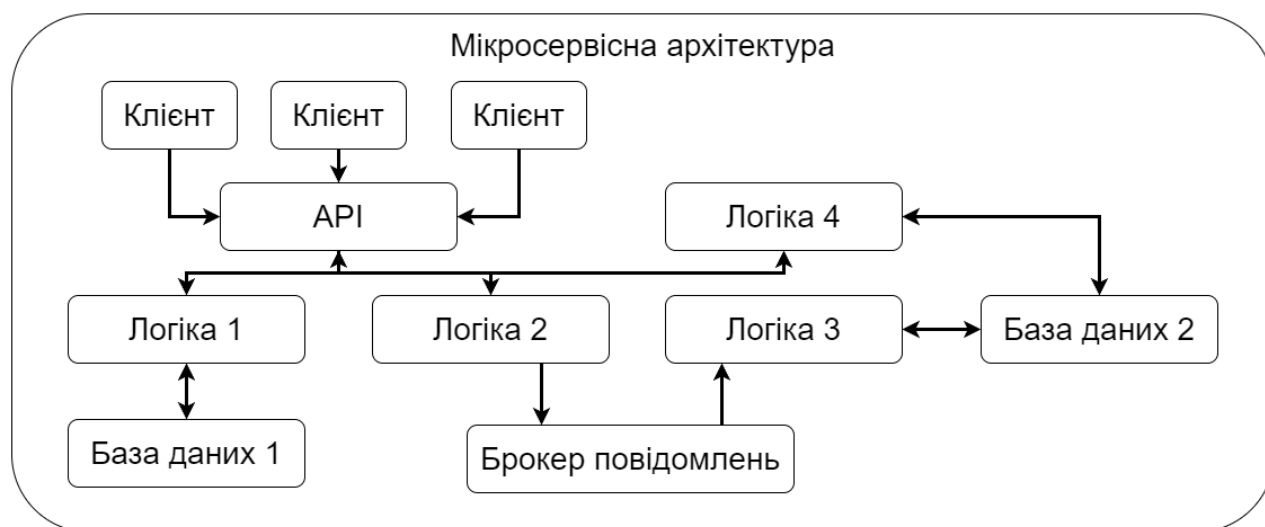 Мікросервісна архітектура
Клієнт
Клієнт
Клієнт
API
Логіка 4
Логіка 1
Логіка 2
Логіка 3
База даних 2
База даних 1
Брокер повідомлень